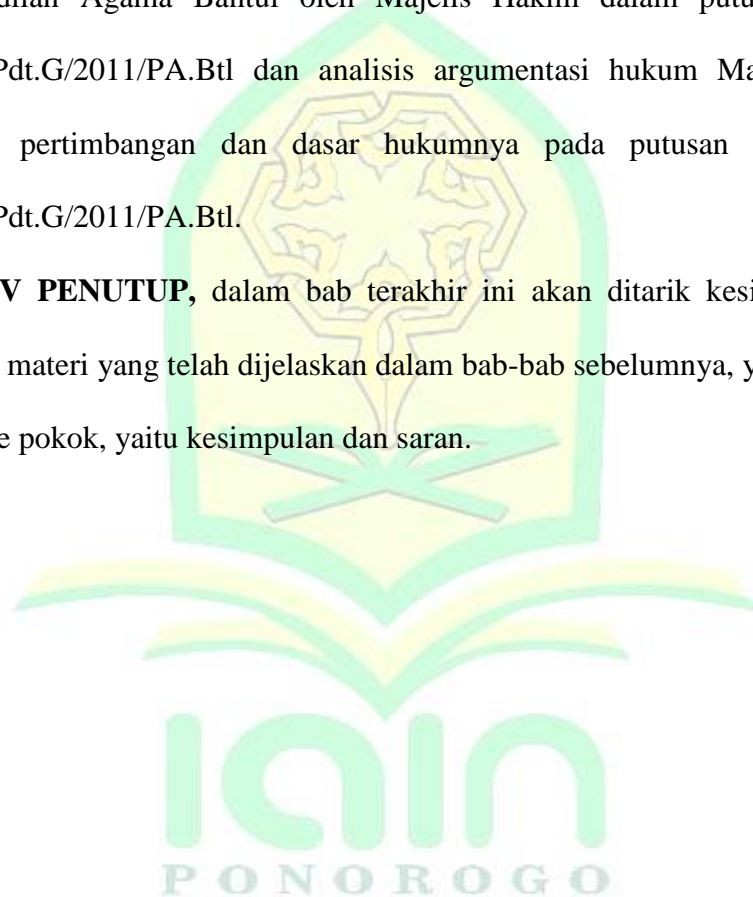 dilan Agama Bantul oleh Majelis Hakim dalam putu
Pdt.G/2011/PA.Btl dan analisis argumentasi hukum Ma
pertimbangan dan dasar hukumnya pada putusan
Pdt.G/2011/PA.Btl.
V PENUTUP, dalam bab terakhir ini akan ditarik kesi
materi yang telah dijelaskan dalam bab-bab sebelumnya, y
e pokok, yaitu kesimpulan dan saran.
iain
PONOROGO